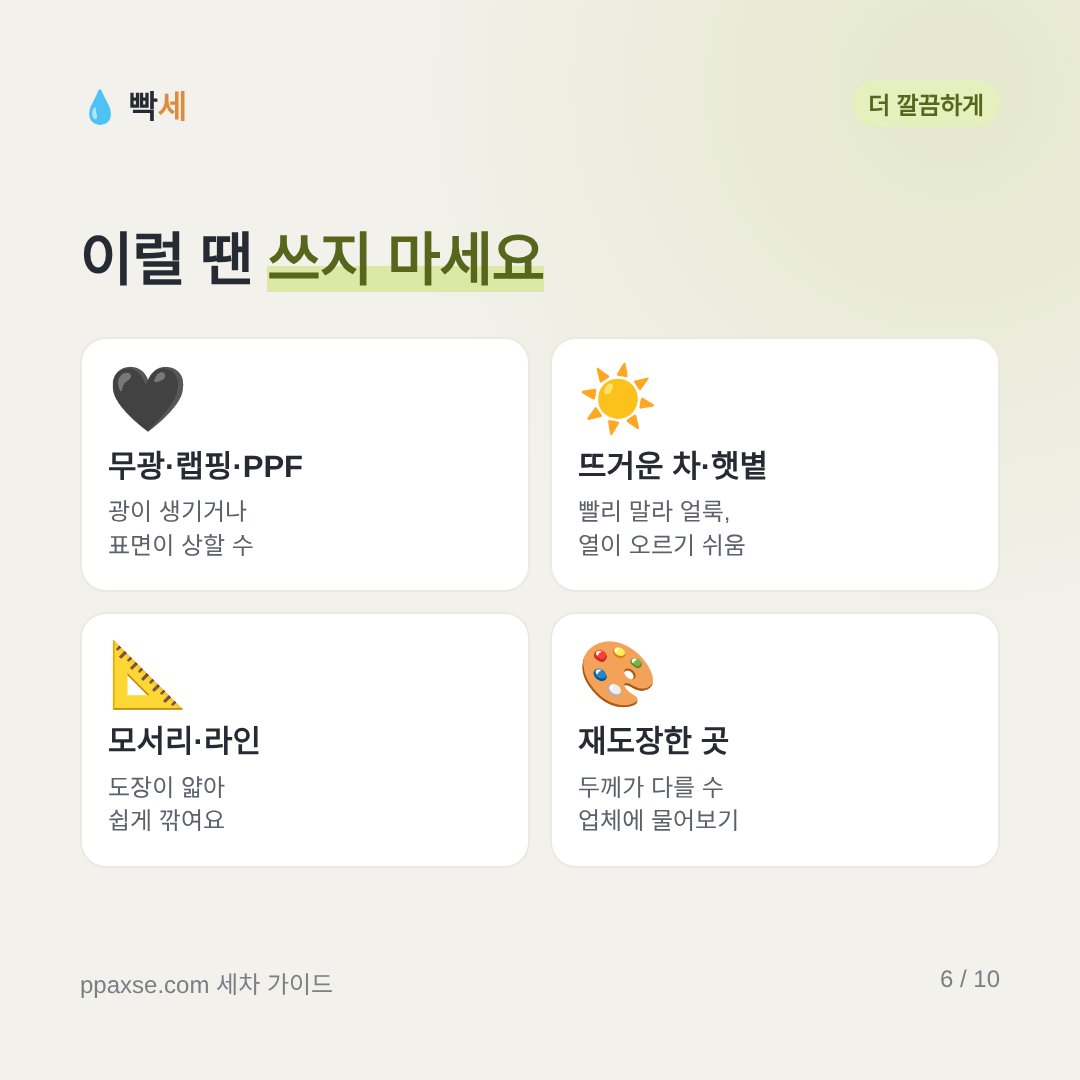 빡세
더 깔끔하게
이럴 땐 쓰지 마세요
무광·랩핑·PPF
광이 생기거나
표면이 상할 수
뜨거운 차·햇볕
빨리 말라 얼룩,
열이 오르기 쉬움
모서리·라인
도장이 얇아
쉽게 깎여요
재도장한 곳
두께가 다를 수
업체에 물어보기
ppaxse.com 세차 가이드
6 / 10